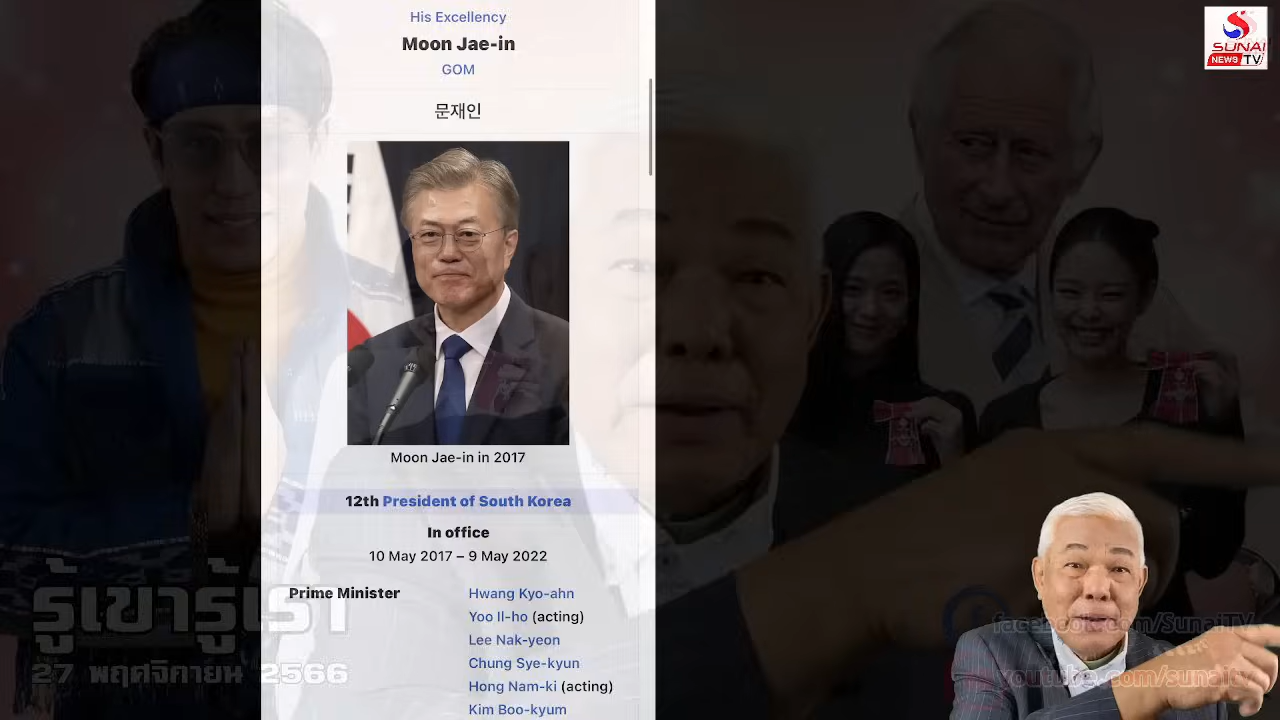 His Excellency
Moon Jae-in
GOM
문재인
Moon Jae-in in 2017
12th President of South Korea
In office
10 May 2017 – 9 May 2022
Prime Minister
Hwang Kyo-ahn
Yoo Il-ho (acting)
Lee Nak-yeon
Chung Sye-kyun
Hong Nam-ki (acting)
Kim Boo-kyum
SUNAI
NEWS TV
รู้เขารู้เรา
27 พฤศจิกายน 2566
facebook.com/SunaiTV
youtube.com/sunaitv